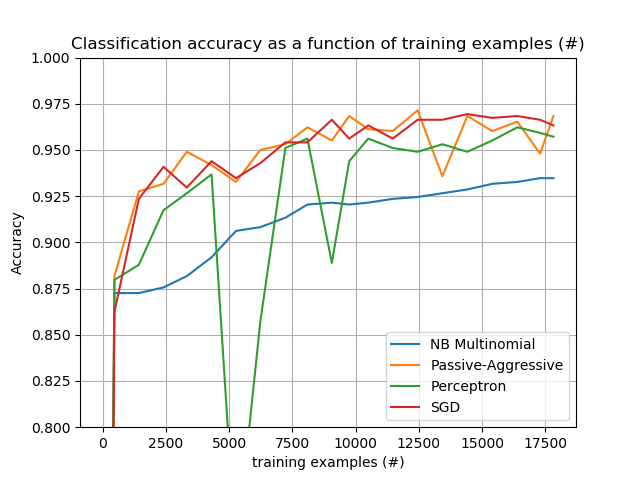 Classification accuracy as a function of training examples (#)
1.000
0.975
0.950
0.925
0.900
0.875
0.850
0.825
0.800
Accuracy
NB Multinomial
Passive-Aggressive
Perceptron
SGD
0
2500
5000
7500
10000
12500
15000
17500
training examples (#)